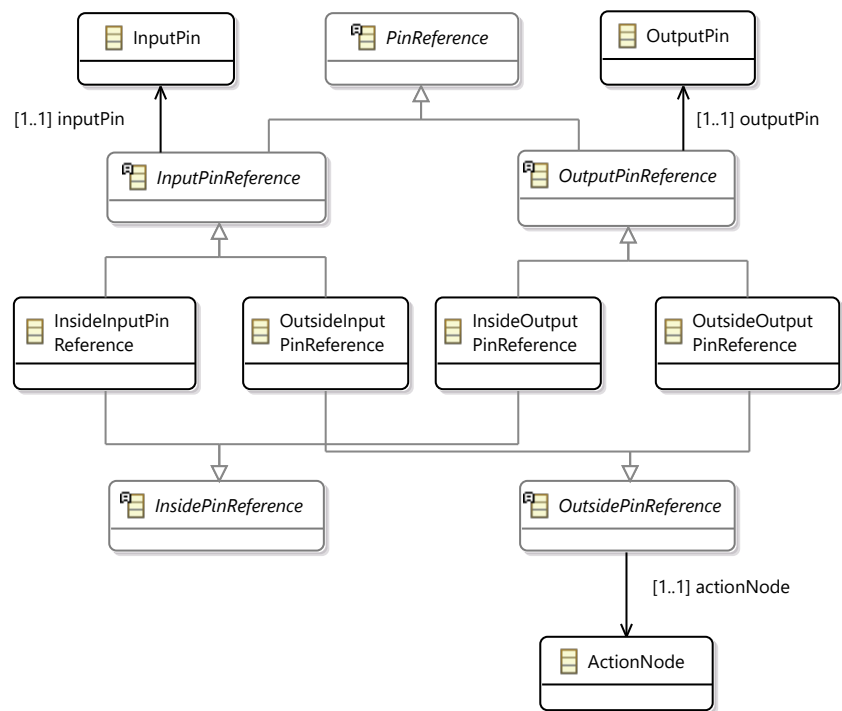 InputPin
PinReference
OutputPin
[1..1] inputPin
[1..1] outputPin
InputPinReference
OutputPinReference
InsideInputPin
Reference
OutsideInput
PinReference
InsideOutput
PinReference
OutsideOutput
PinReference
InsidePinReference
OutsidePinReference
[1..1] actionNode
ActionNode